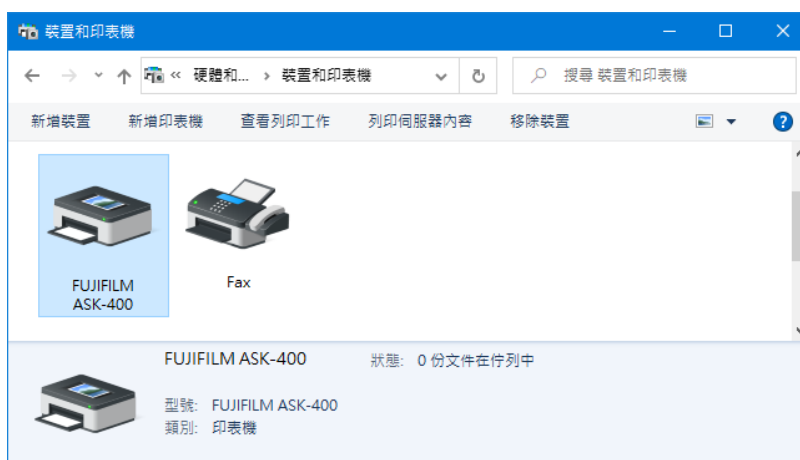 裝置和印表機
« 硬體和... › 裝置和印表機
搜尋 裝置和印表機
新增裝置 新增印表機 查看列印工作 列印伺服器內容 移除裝置
FUJIFILM
ASK-400
Fax
FUJIFILM ASK-400 狀態: 0 份文件在佇列中
型號: FUJIFILM ASK-400
類別: 印表機